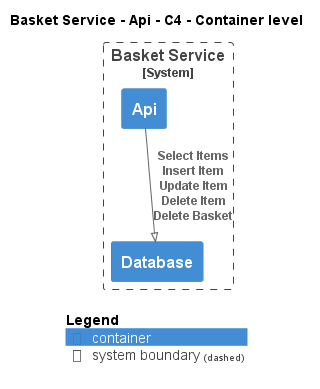 Basket Service - Api - C4 - Container level
Basket Service
[System]
Api
Select Items
Insert Item
Update Item
Delete Item
Delete Basket
Database
Legend
container
system boundary (dashed)